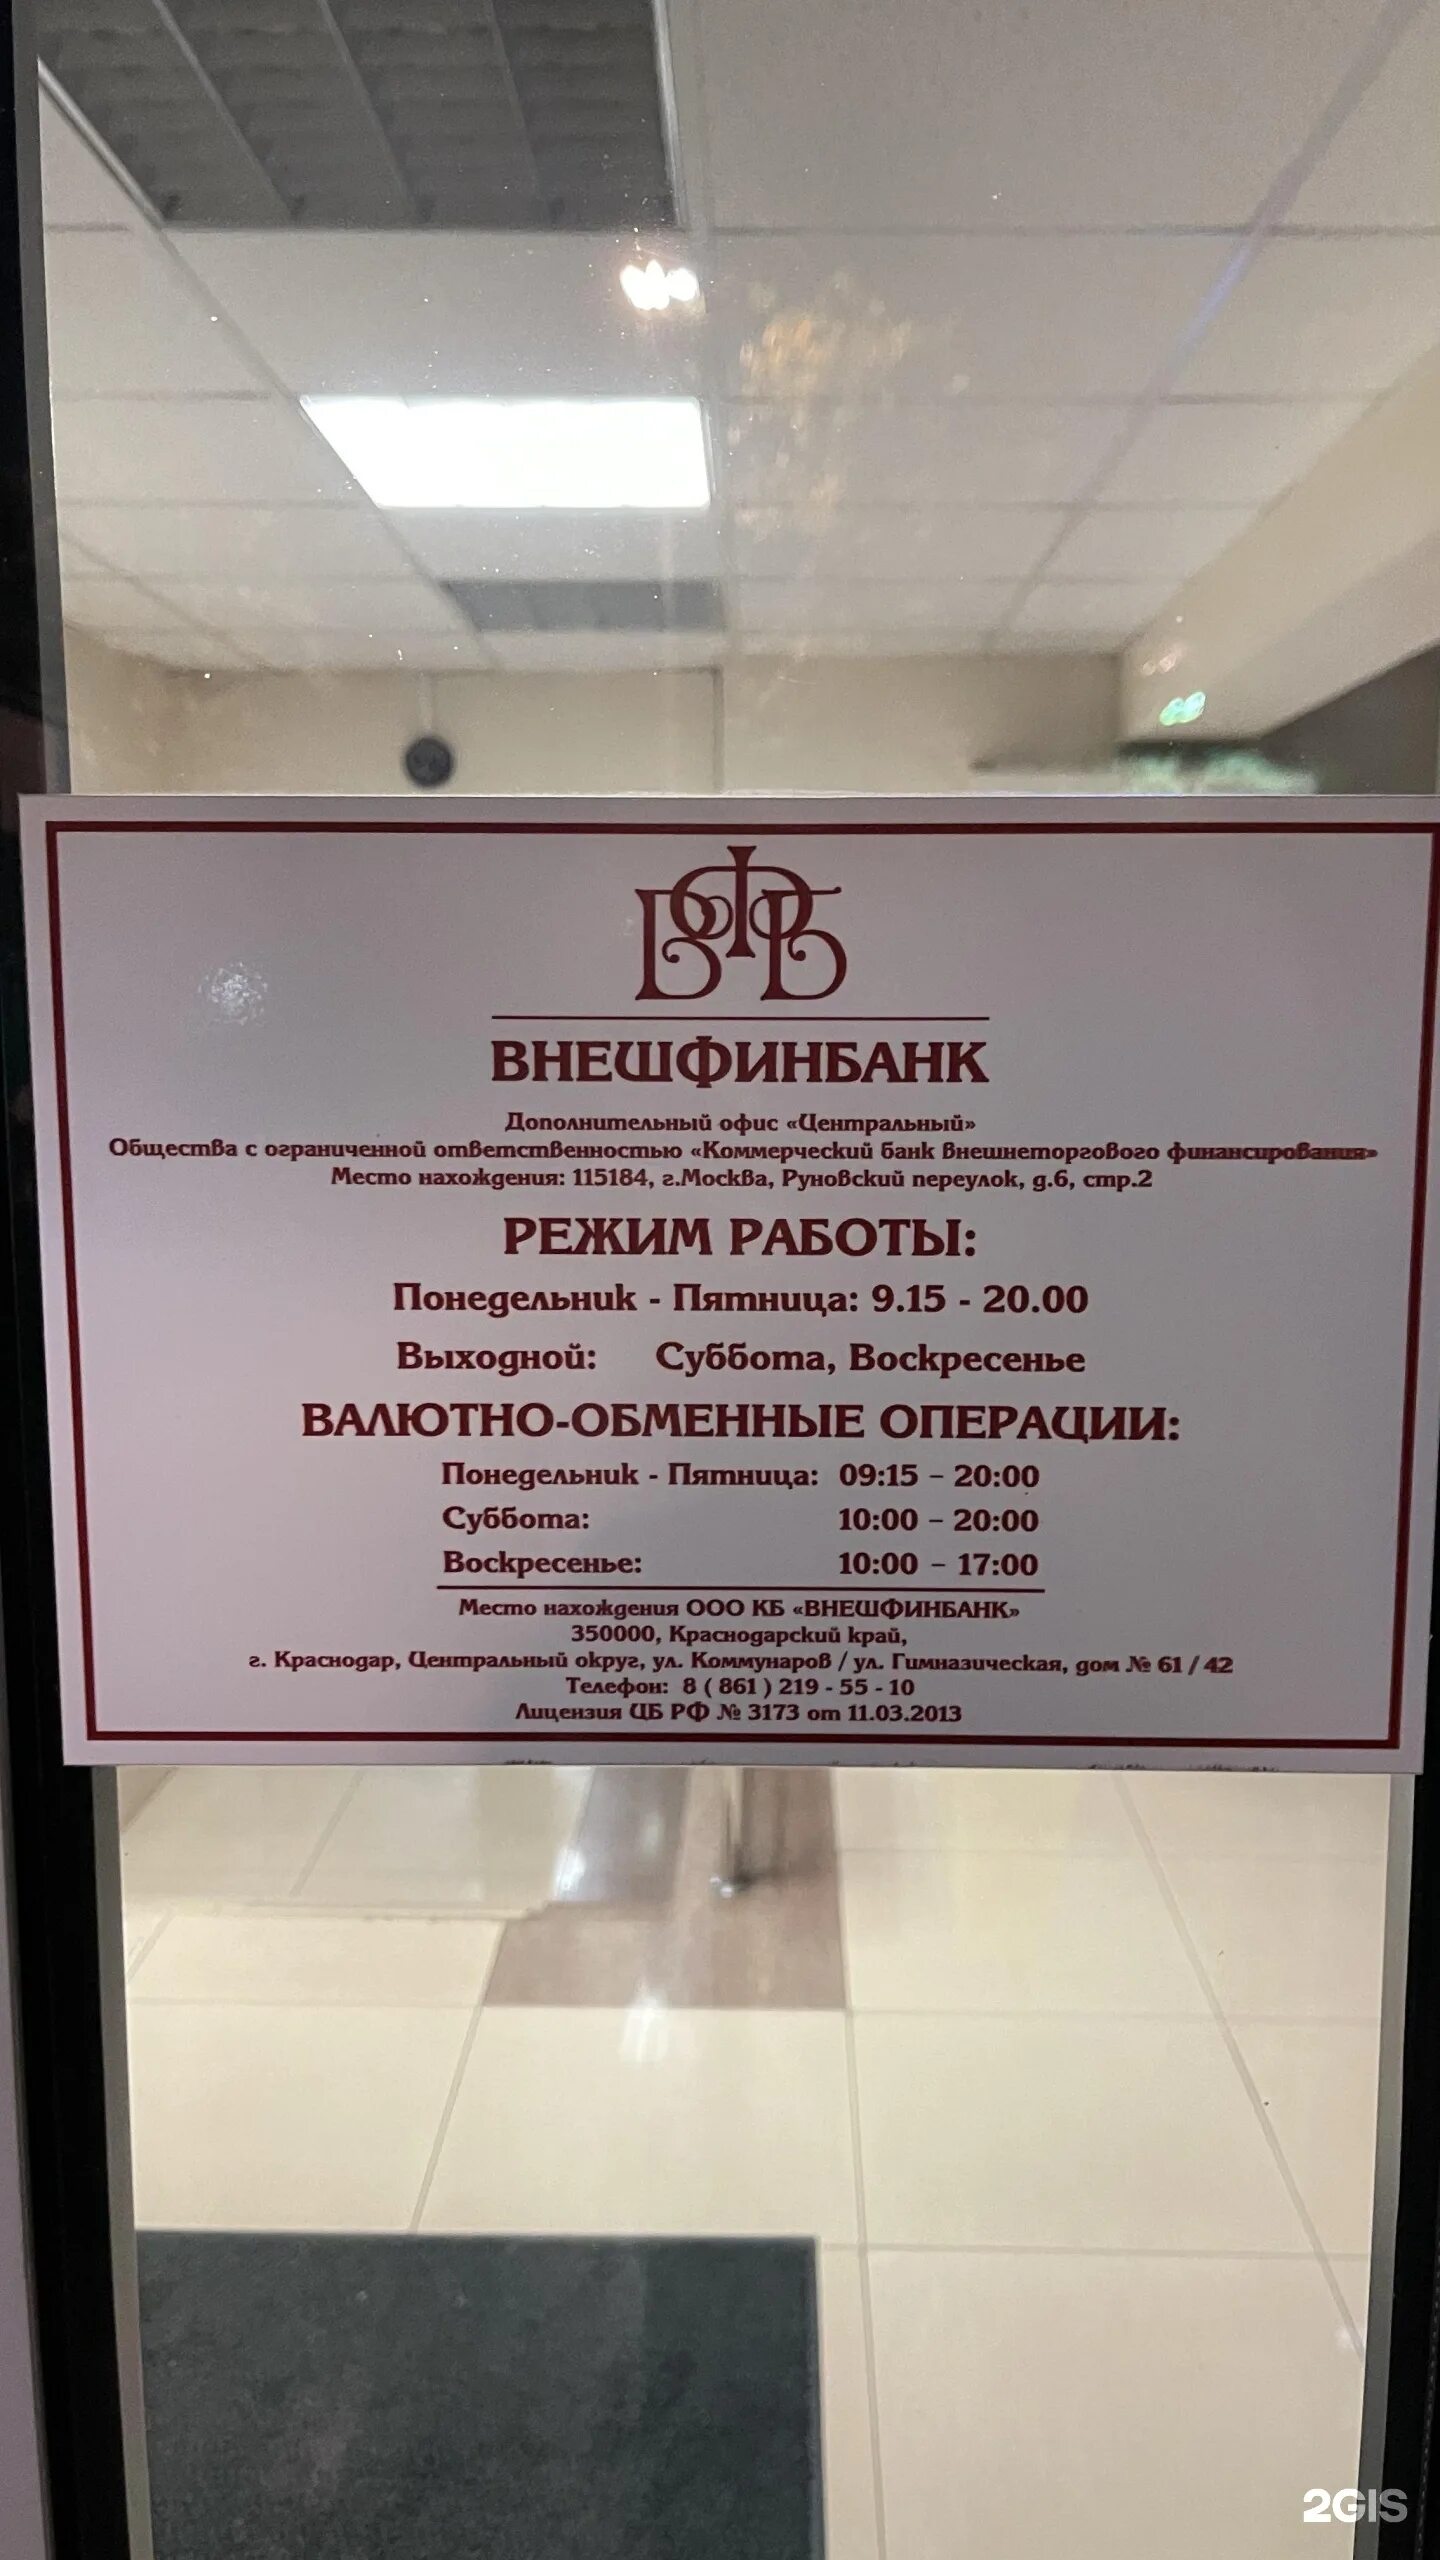 ВФБ
ВНЕШФИНБАНК
Дополнительный офис «Центральный»
Общества с ограниченной ответственностью «Коммерческий банк внешнеторгового финансирования»
Место нахождения: 115184, г.Москва, Руновский переулок, д.6, стр.2
РЕЖИМ РАБОТЫ:
Понедельник - Пятница: 9.15 - 20.00
Выходной: Суббота, Воскресенье
ВАЛЮТНО-ОБМЕННЫЕ ОПЕРАЦИИ:
Понедельник - Пятница: 09:15 – 20:00
Суббота: 10:00 – 20:00
Воскресенье: 10:00 – 17:00
Место нахождения ООО КБ «ВНЕШФИНБАНК»
350000, Краснодарский край,
г. Краснодар, Центральный округ, ул. Коммунаров / ул. Гимназическая, дом № 61 / 42
Телефон: 8 ( 861 ) 219 - 55 - 10
Лицензия ЦБ РФ № 3173 от 11.03.2013
2GIS